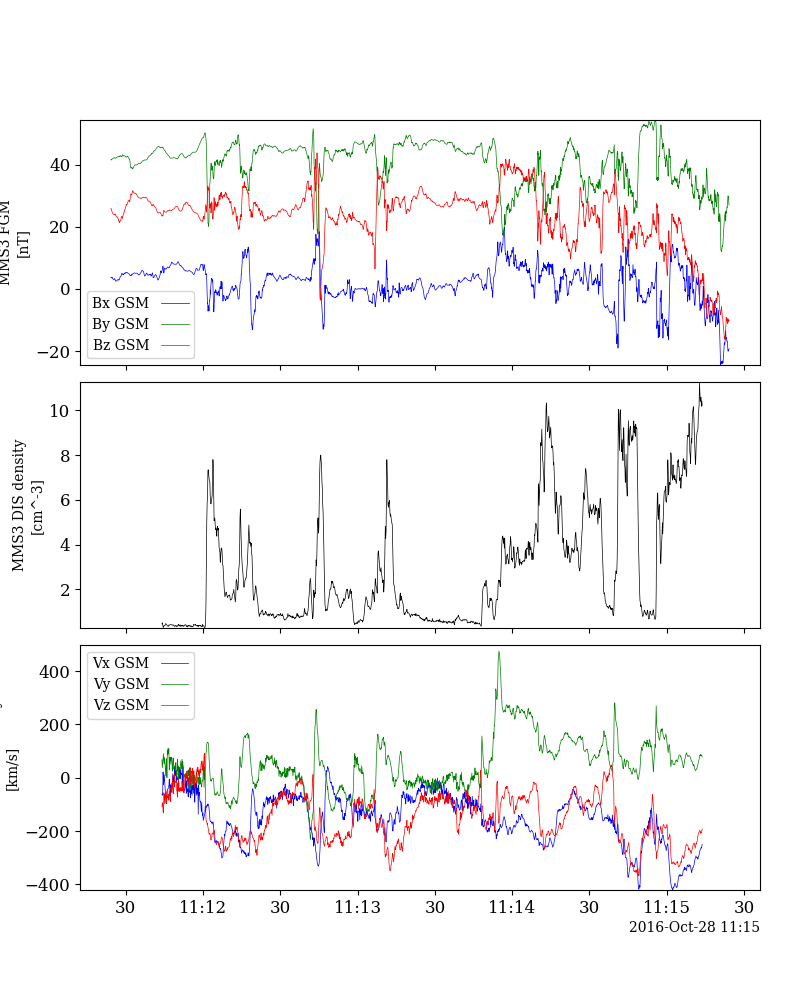 40
20
0
−20
MMS3 FGM
[nT]
Bx GSM
By GSM
Bz GSM
10
8
6
4
2
MMS3 DIS density
[cm^-3]
400
200
0
−200
−400
[km/s]
Vx GSM
Vy GSM
Vz GSM
30 11:12 30 11:13 30 11:14 30 11:15 30
2016-Oct-28 11:15